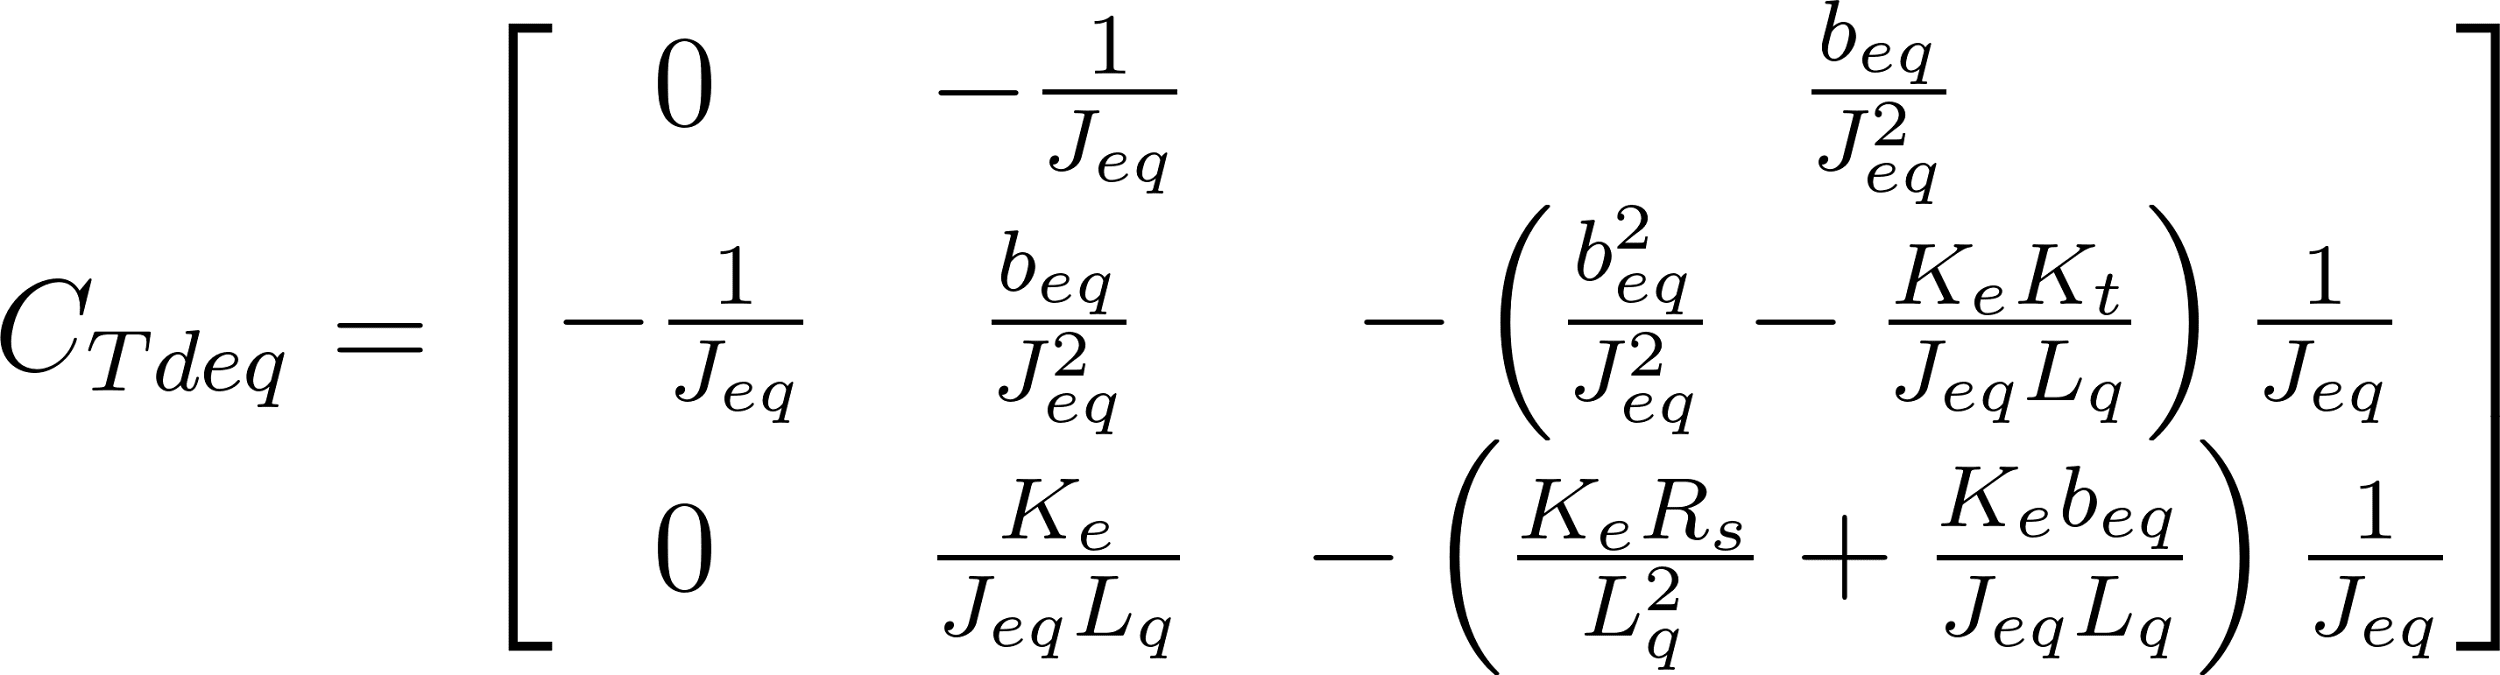 C_{Tdeq} = \begin{bmatrix} 0 & -\frac{1}{J_{eq}} & \frac{b_{eq}}{J_{eq}^2} \\ -\frac{1}{J_{eq}} & \frac{b_{eq}}{J_{eq}^2} & -\left(\frac{b_{eq}^2}{J_{eq}^2} - \frac{K_e K_t}{J_{eq} L_q}\right) \frac{1}{J_{eq}} \\ 0 & \frac{K_e}{J_{eq} L_q} & -\left(\frac{K_e R_s}{L_q^2} + \frac{K_e b_{eq}}{J_{eq} L_q}\right) \frac{1}{J_{eq}} \end{bmatrix}